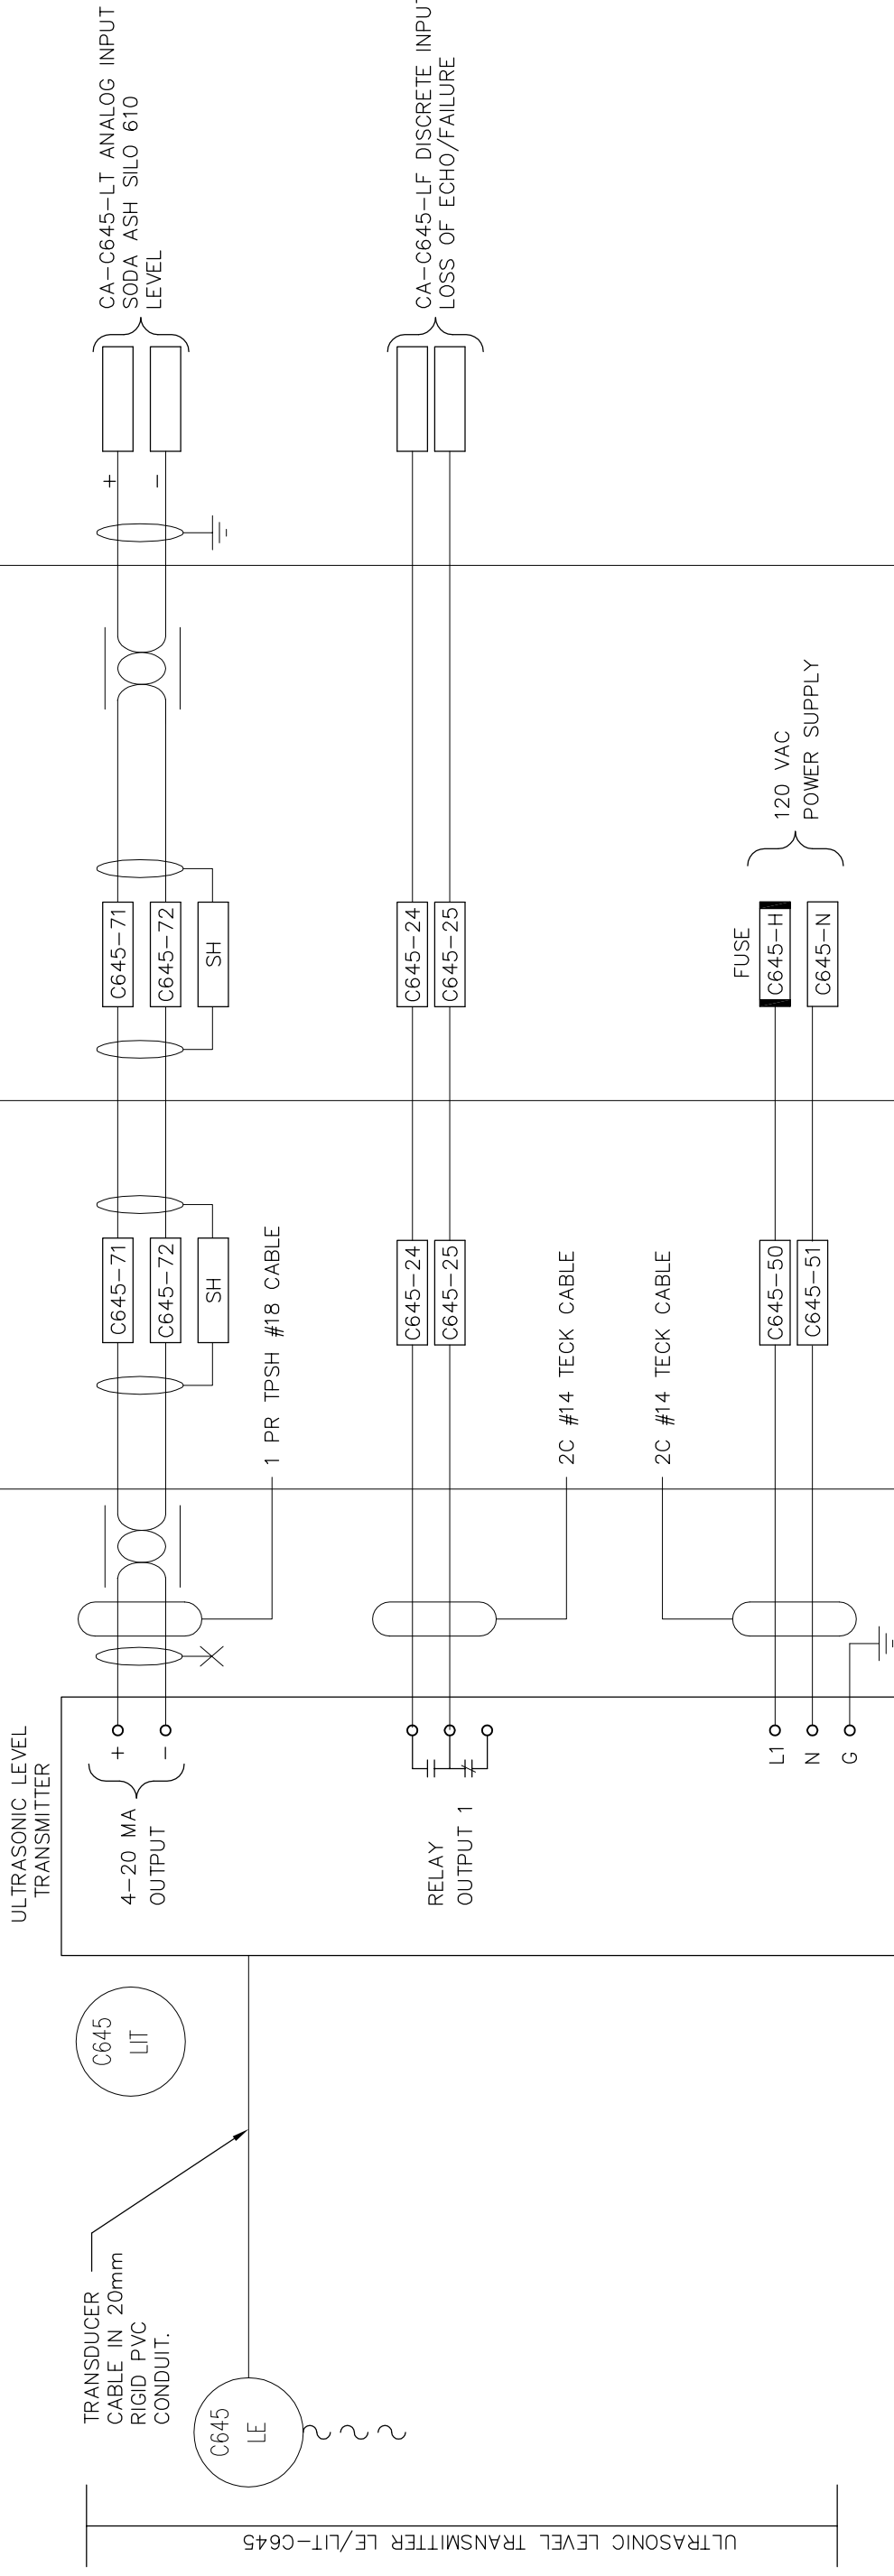 ULTRASONIC LEVEL TRANSMITTER LE/LIT-C645
TRANSDUCER
CABLE IN 20mm
RIGID PVC
CONDUIT.
C645
LE
C645
LIT
ULTRASONIC LEVEL
TRANSMITTER
+
-
4-20 MA
OUTPUT
RELAY
OUTPUT 1
L1
N
G
1 PR TPSH #18 CABLE
2C #14 TECK CABLE
2C #14 TECK CABLE
C645-71
C645-72
SH
C645-24
C645-25
C645-50
C645-51
C645-71
C645-72
SH
C645-24
C645-25
FUSE
C645-H
C645-N
120 VAC
POWER SUPPLY
+
-
CA-C645-LT ANALOG INPUT
SODA ASH SILO 610
LEVEL
CA-C645-LF DISCRETE INPUT
LOSS OF ECHO/FAILURE